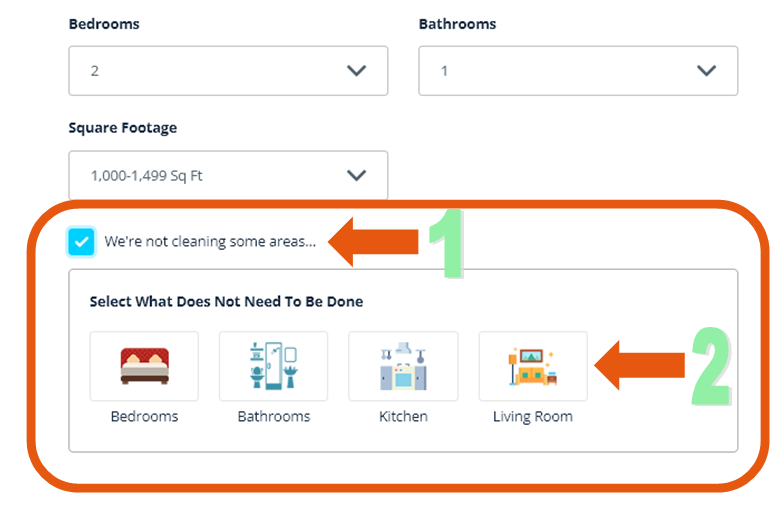 Bedrooms
Bathrooms
2
1
Square Footage
1,000-1,499 Sq Ft
We're not cleaning some areas...
1
Select What Does Not Need To Be Done
2
Bedrooms
Bathrooms
Kitchen
Living Room